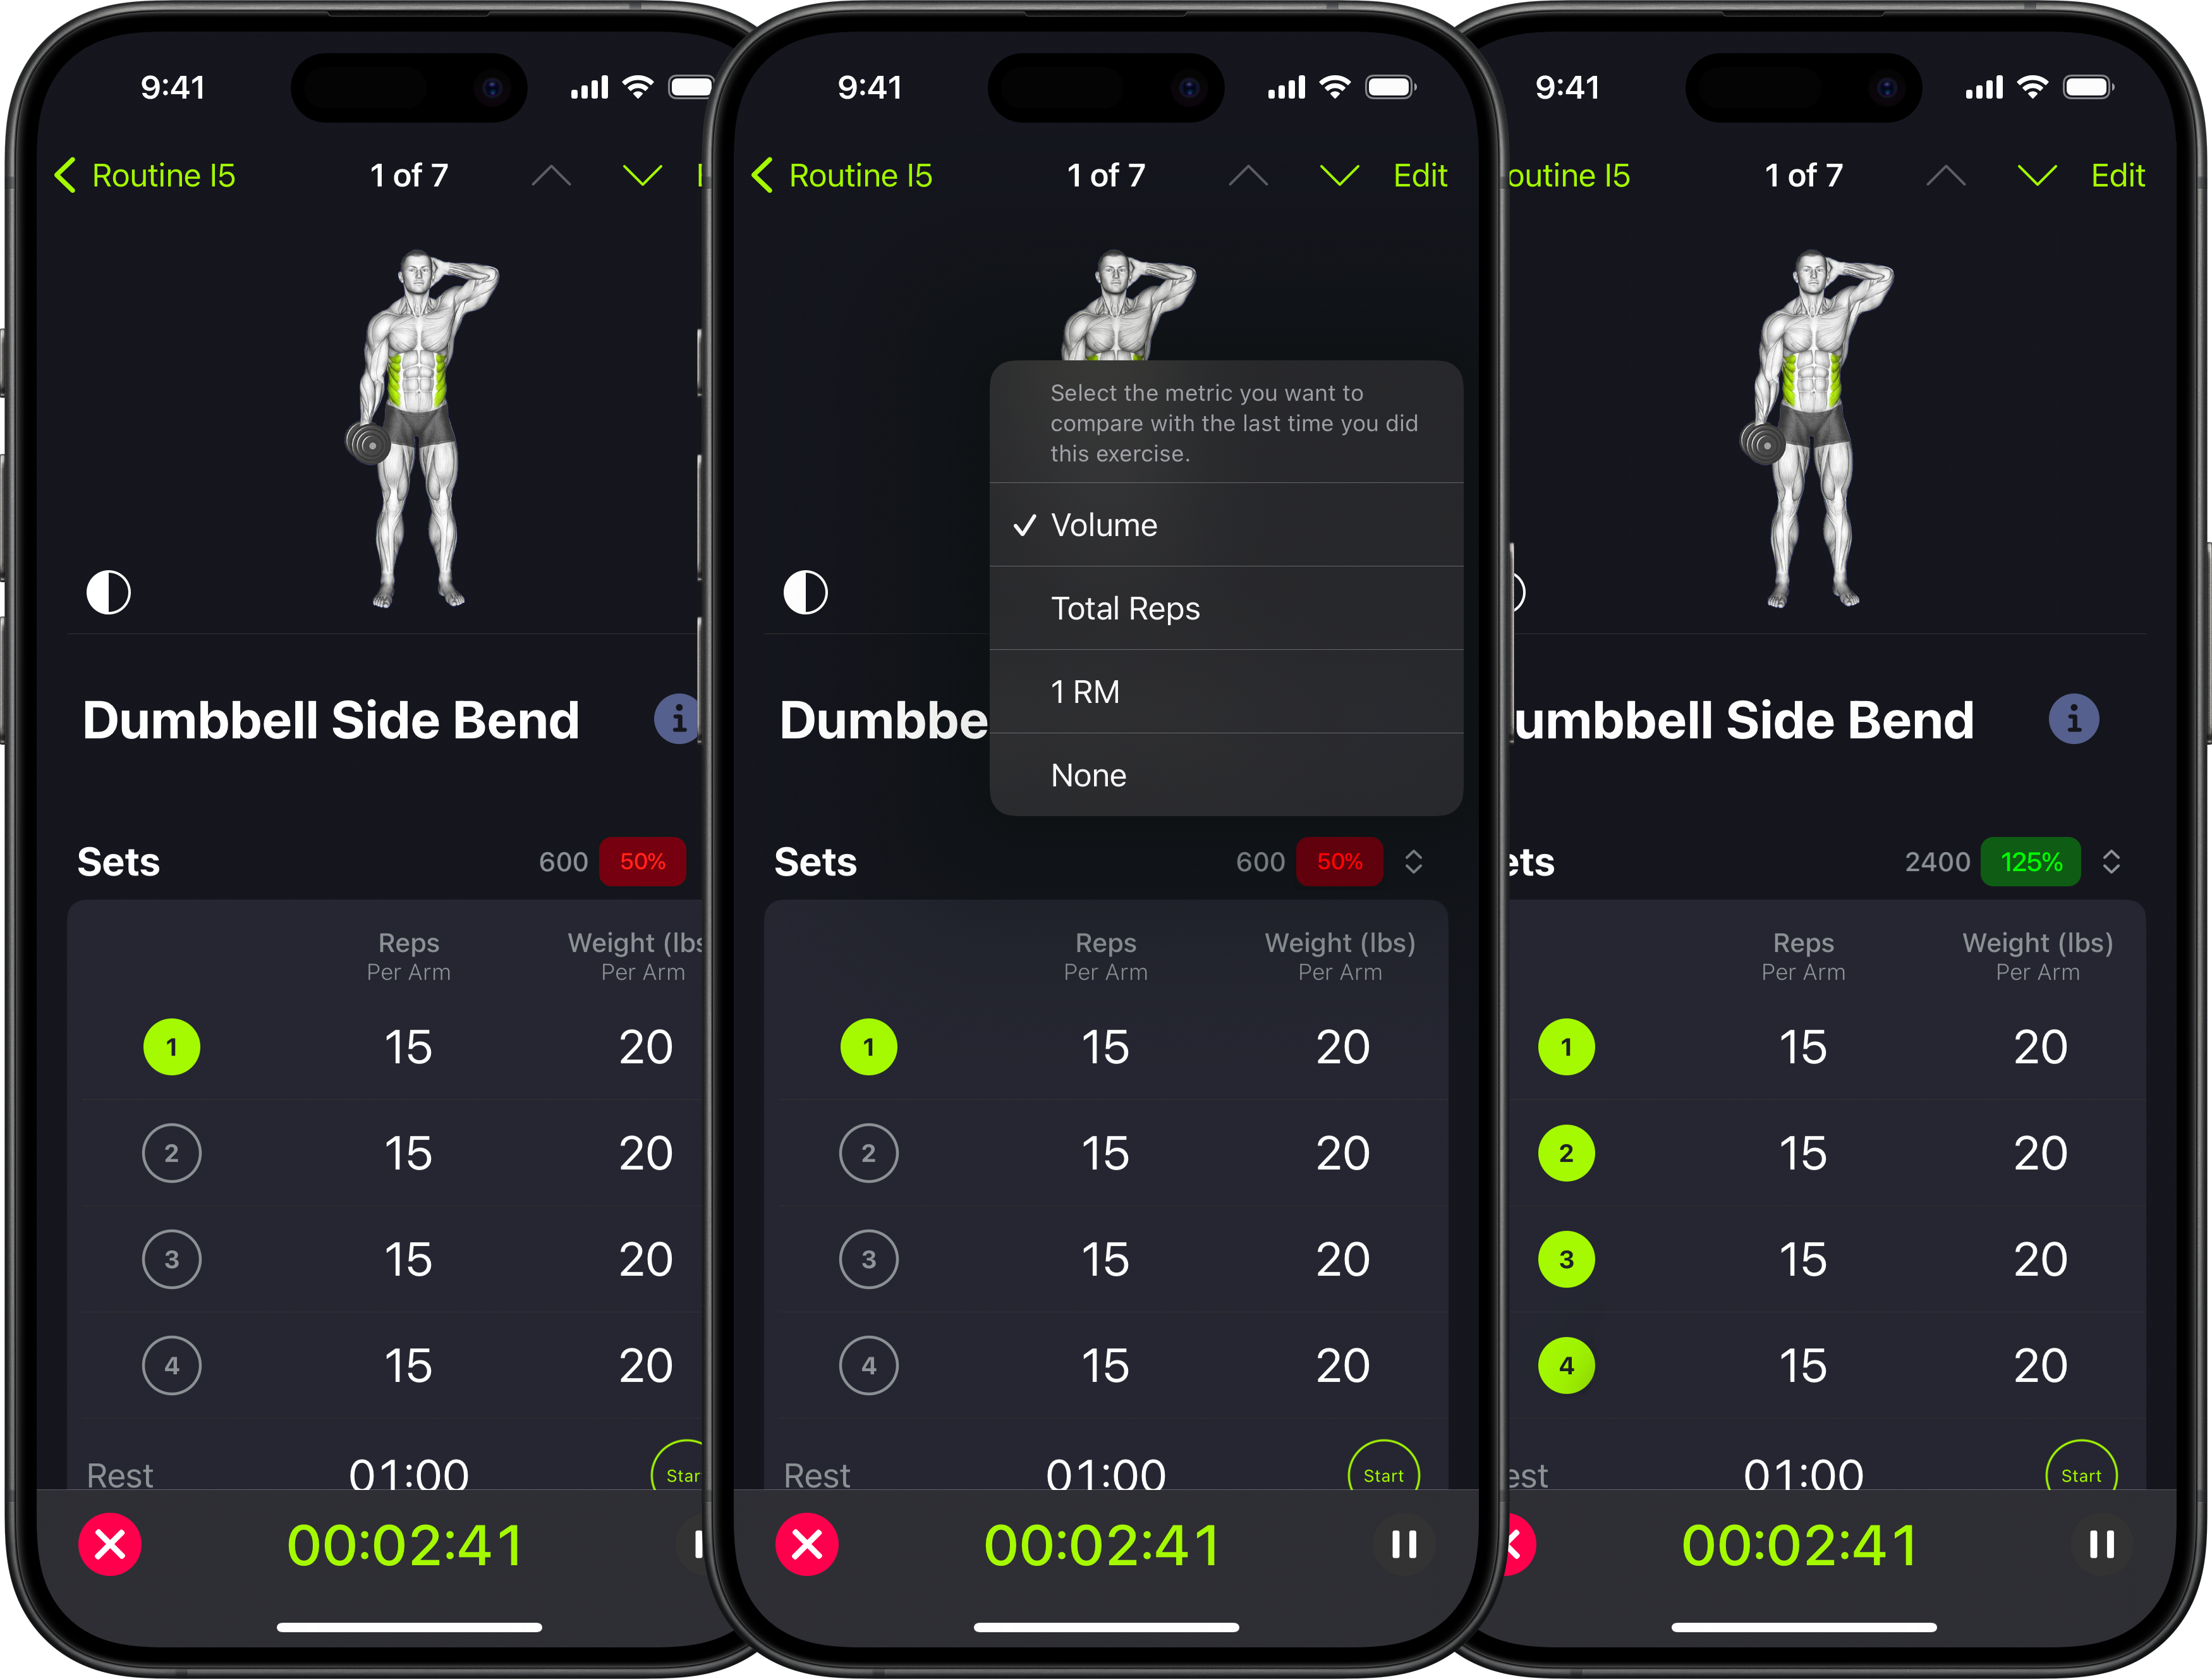 9:41
Routine I5
1 of 7
Dumbbell Side Bend
i
Sets
600
50%
Reps
Weight (lbs
Per Arm
Per Arm
1
15
20
2
15
20
3
15
20
4
15
20
Rest
01:00
Star
00:02:41
9:41
Routine I5
1 of 7
Edit
Select the metric you want to
compare with the last time you did
this exercise.
Volume
Total Reps
1 RM
None
Dumbbe
Sets
600
50%
Reps
Weight (lbs)
Per Arm
Per Arm
1
15
20
2
15
20
3
15
20
4
15
20
Rest
01:00
Start
00:02:41
9:41
outine I5
1 of 7
Edit
umbbell Side Bend
i
ets
2400
125%
Reps
Weight (lbs)
Per Arm
Per Arm
1
15
20
2
15
20
3
15
20
4
15
20
est
01:00
Start
00:02:41